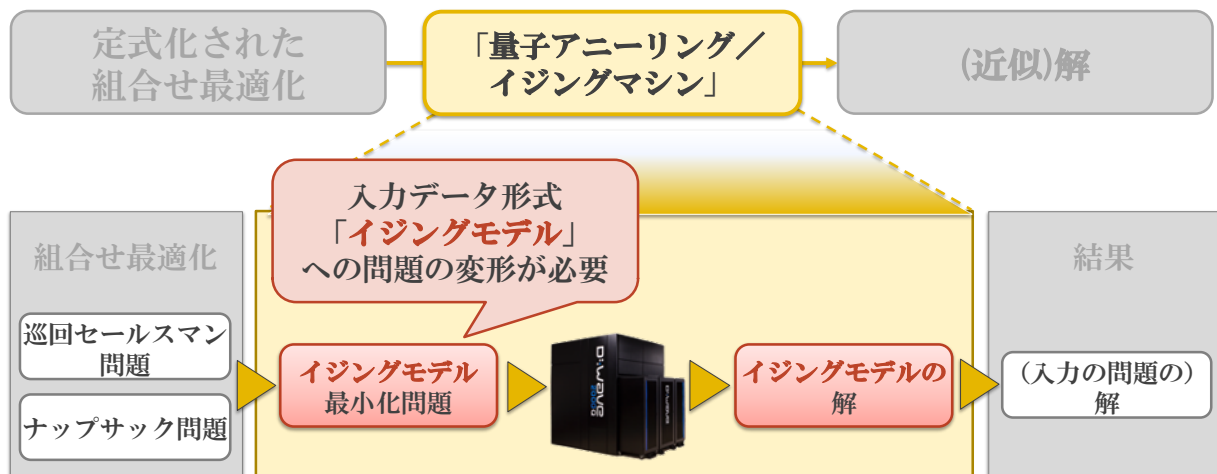 定式化された
組合せ最適化
「量子アニーリング／
イジングマシン」
(近似)解
入力データ形式
「イジングモデル」
への問題の変形が必要
組合せ最適化
巡回セールスマン
問題
ナップサック問題
イジングモデル
最小化問題
D:wave
D:wave
イジングモデルの
解
結果
（入力の問題の）
解